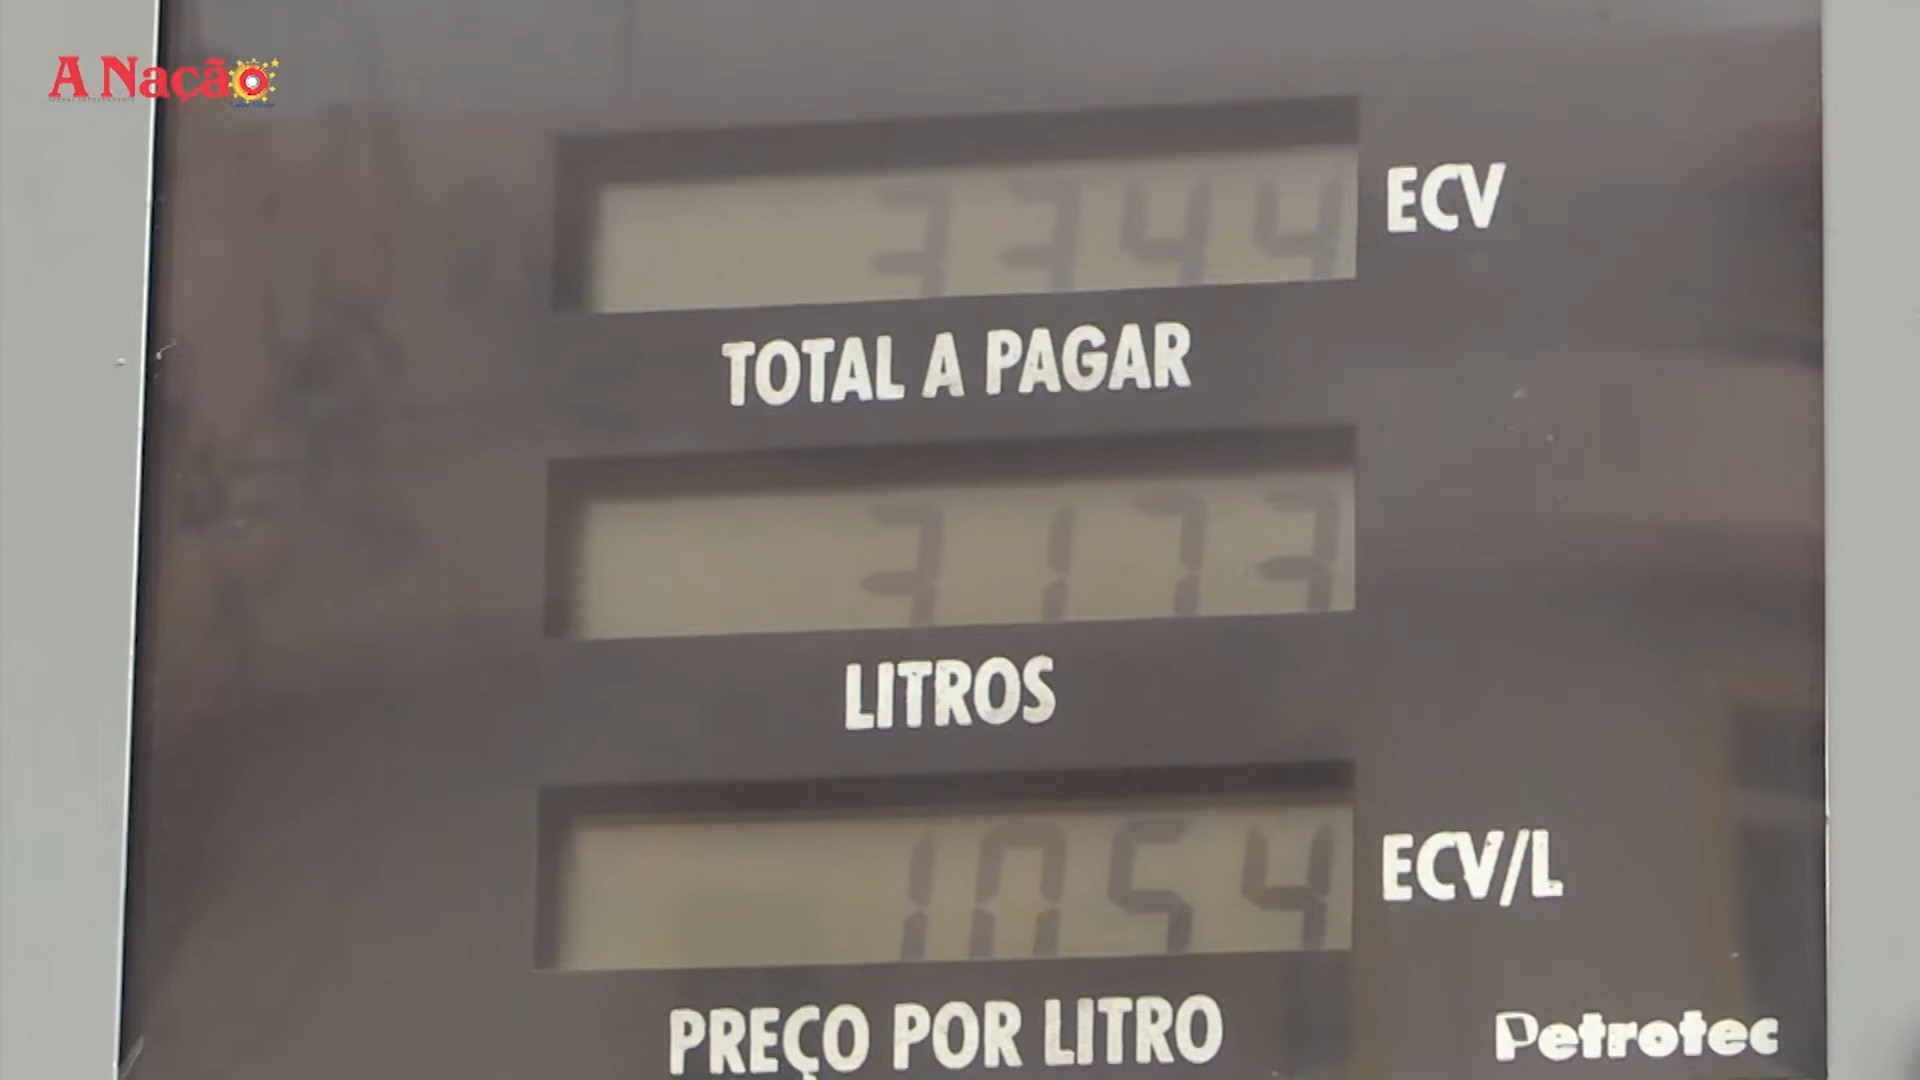 A Nação
3344 ECV
TOTAL A PAGAR
3173
LITROS
1054 ECV/L
PREÇO POR LITRO
Petrotec